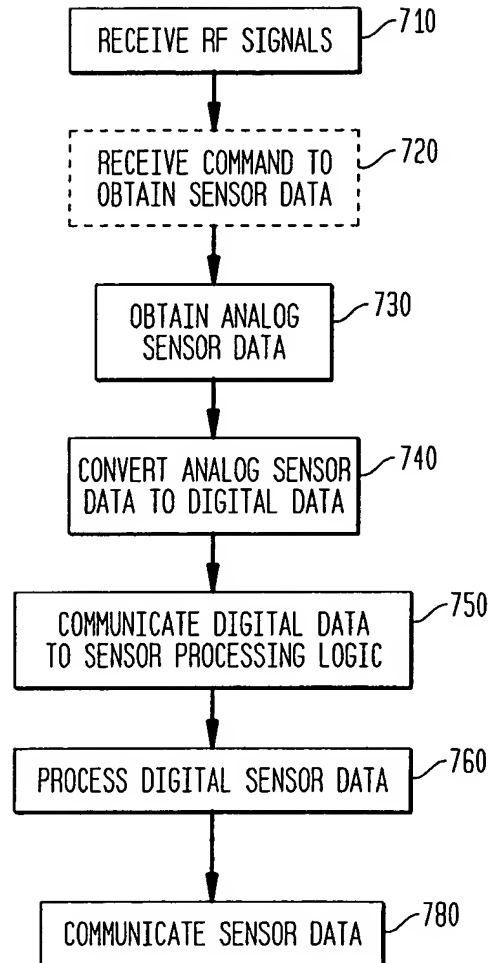 RECEIVE RF SIGNALS
710
RECEIVE COMMAND TO
OBTAIN SENSOR DATA
720
OBTAIN ANALOG
SENSOR DATA
730
CONVERT ANALOG SENSOR
DATA TO DIGITAL DATA
740
COMMUNICATE DIGITAL DATA
TO SENSOR PROCESSING LOGIC
750
PROCESS DIGITAL SENSOR DATA
760
COMMUNICATE SENSOR DATA
780